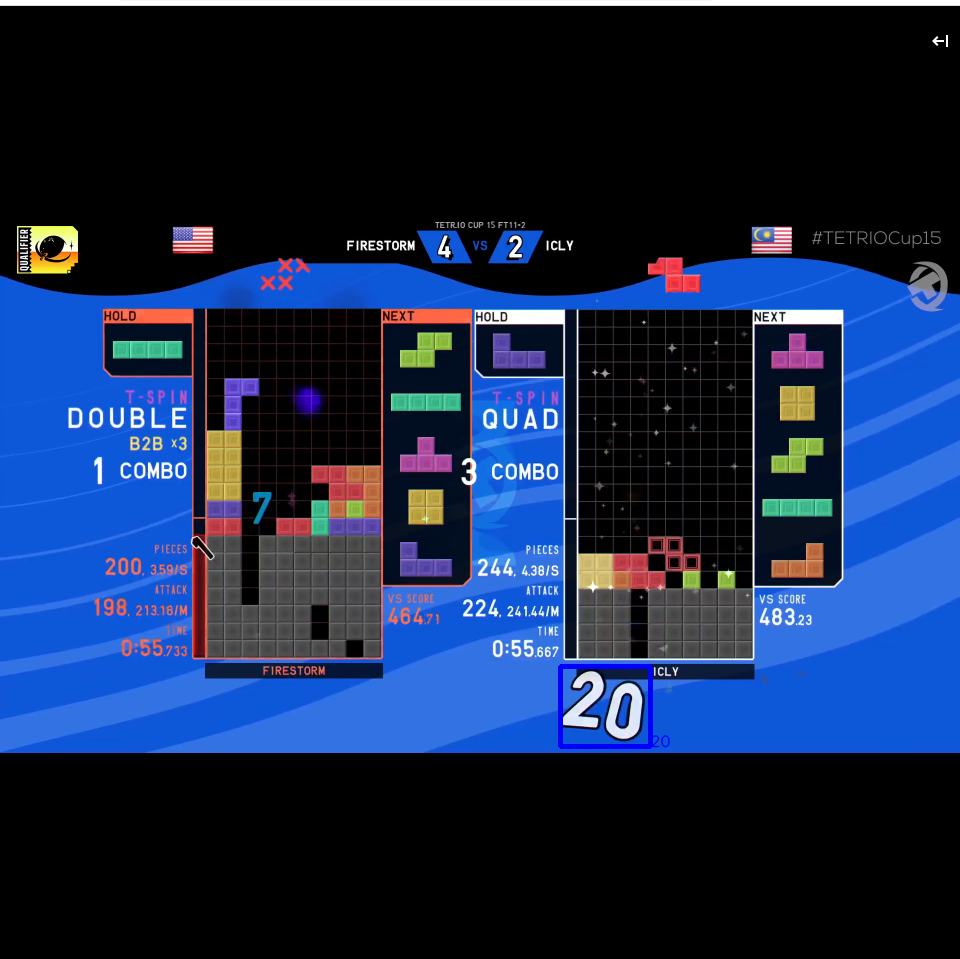 QUALIFIER
TETR.IO CUP 15 FT11-2
FIRESTORM 4 VS 2 ICLY
#TETRIOCup15
HOLD
NEXT
T-SPIN
DOUBLE
B2B ×3
1 COMBO
7
PIECES
200, 3.59/S
ATTACK
198, 213.16/M
TIME
0:55.733
VS SCORE
464.71
FIRESTORM
HOLD
NEXT
T-SPIN
QUAD
3 COMBO
PIECES
244, 4.38/S
ATTACK
224, 241.44/M
TIME
0:55.667
VS SCORE
483.23
ICLY
20
20